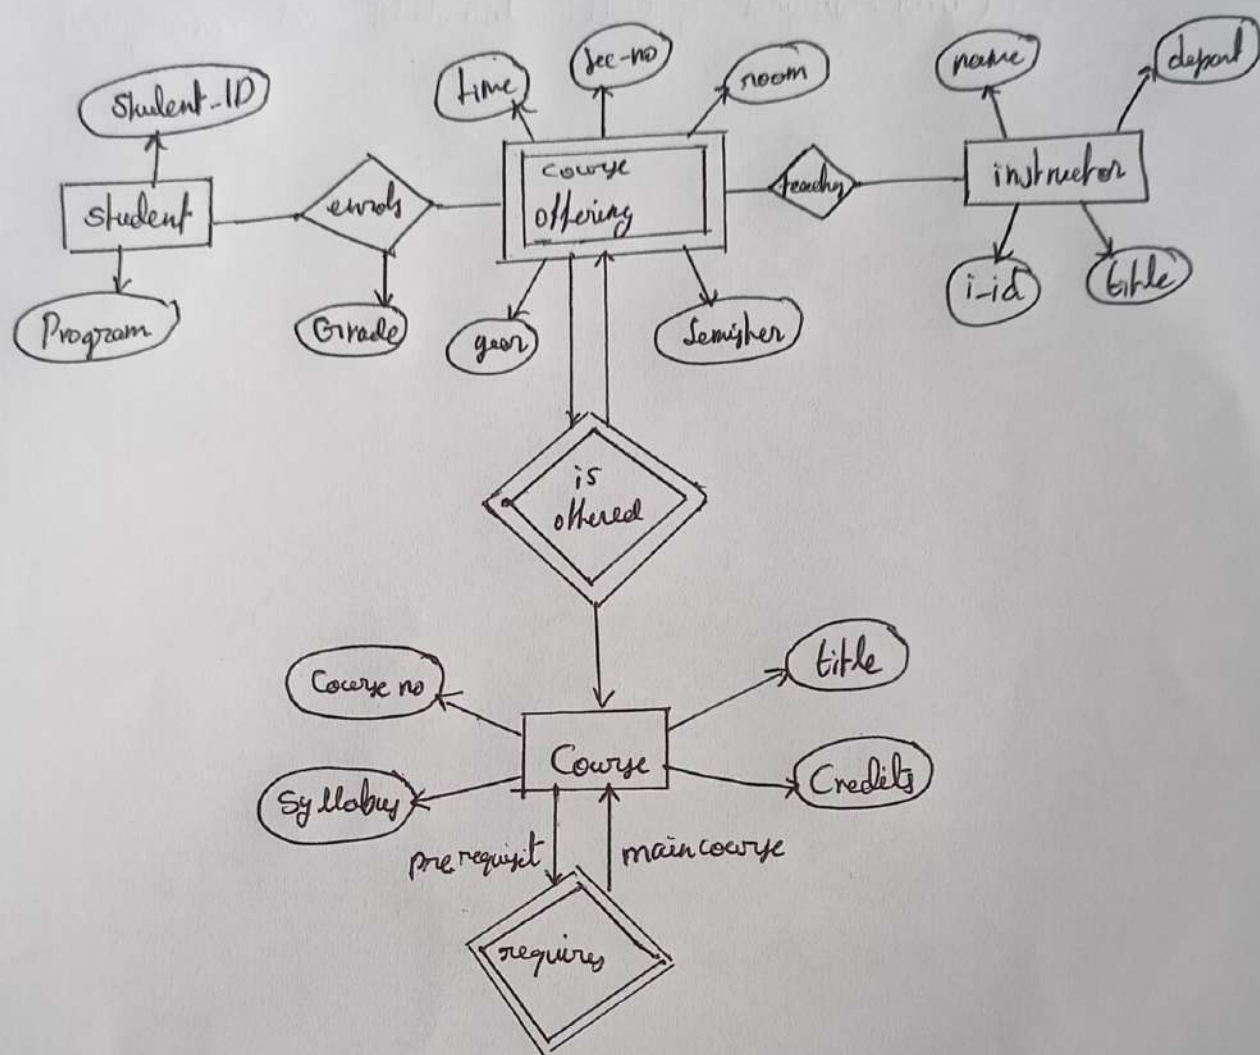 Student-ID
time
sec-no
room
name
depart
Student
enrols
course
offering
teaches
instructor
Program
Grade
year
Semister
i-id
title
is
offered
Course no
title
Course
Syllabus
Credits
prerequisit
maincourse
requires